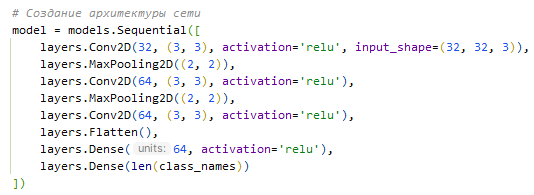 # Создание архитектуры сети
model = models.Sequential([
layers.Conv2D(32, (3, 3), activation='relu', input_shape=(32, 32, 3)),
layers.MaxPooling2D((2, 2)),
layers.Conv2D(64, (3, 3), activation='relu'),
layers.MaxPooling2D((2, 2)),
layers.Conv2D(64, (3, 3), activation='relu'),
layers.Flatten(),
layers.Dense( units: 64, activation='relu'),
layers.Dense(len(class_names))
])